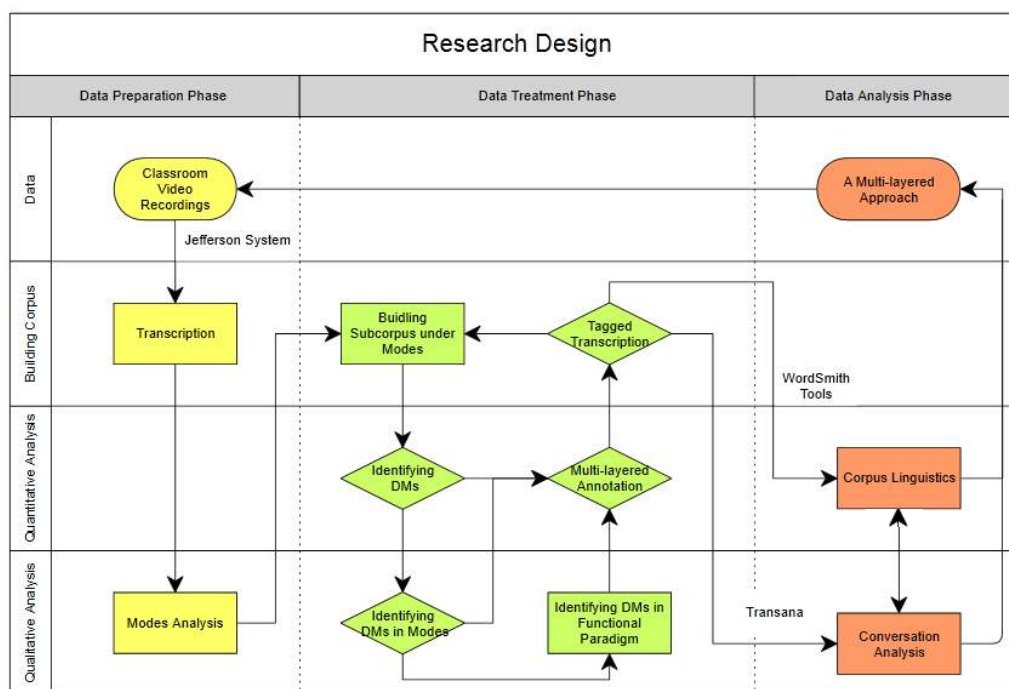 Research Design
Data Preparation Phase
Data Treatment Phase
Data Analysis Phase
Data
Classroom
Video
Recordings
A Multi-layered
Approach
Jefferson System
Building Corpus
Transcription
Buidling
Subcorpus under
Modes
Tagged
Transcription
WordSmith
Tools
Quantitative Analysis
Identifying
DMs
Multi-layered
Annotation
Corpus Linguistics
Qualitative Analysis
Modes Analysis
Identifying
DMs in Modes
Identifying DMs in
Functional
Paradigm
Transana
Conversation
Analysis